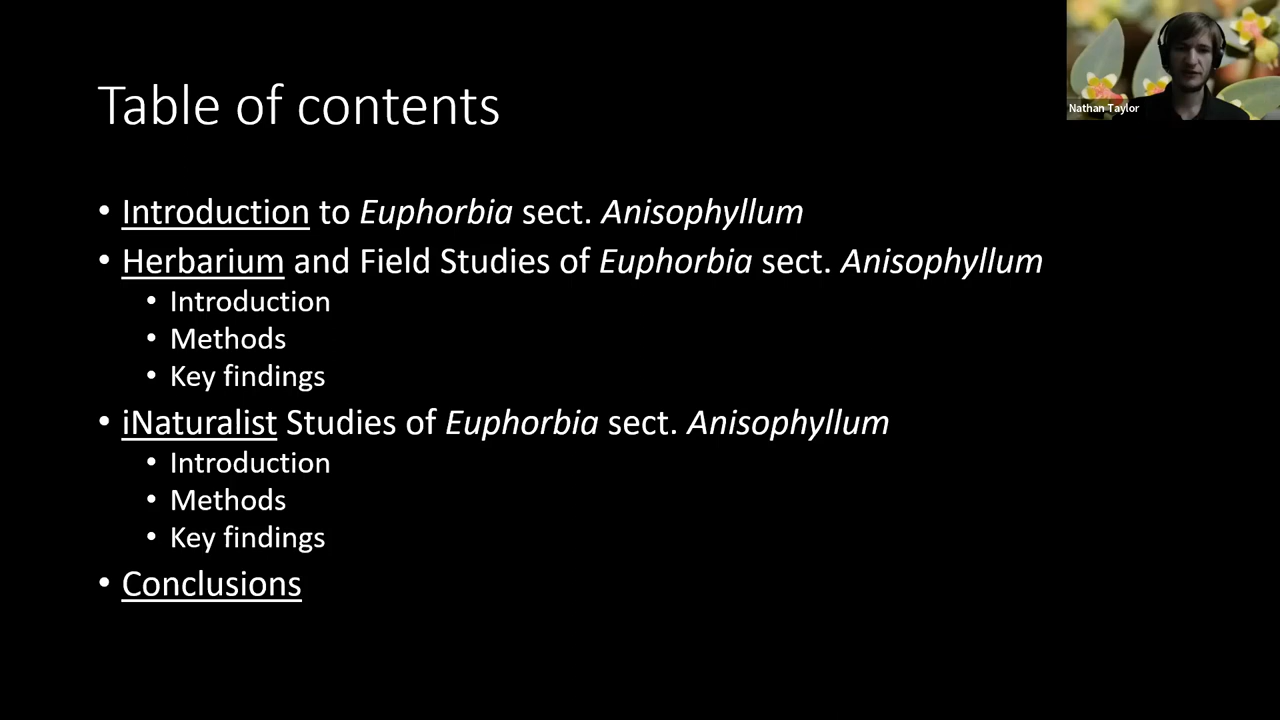 Table of contents
Nathan Taylor
• Introduction to Euphorbia sect. Anisophyllum
• Herbarium and Field Studies of Euphorbia sect. Anisophyllum
• Introduction
• Methods
• Key findings
• iNaturalist Studies of Euphorbia sect. Anisophyllum
• Introduction
• Methods
• Key findings
• Conclusions